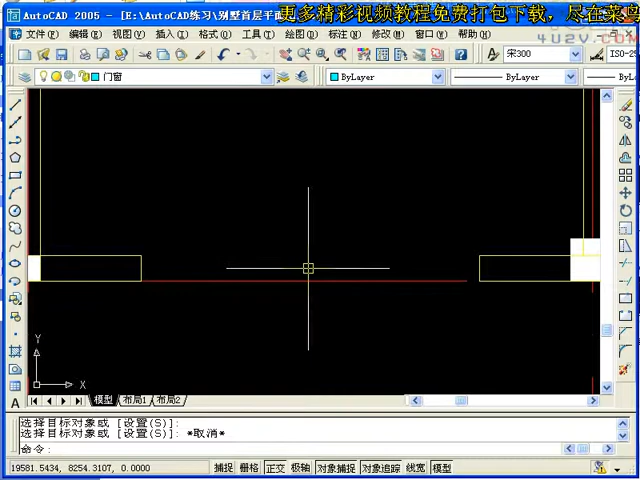 AutoCAD 2005 - [E:\AutoCAD练习\别墅首层平面
更多精彩视频教程免费打包下载，尽在菜
4U2V.COM
文件(F) 编辑(E) 视图(V) 插入(I) 格式(O) 工具(T) 绘图(D) 标注(N) 修改(M) 窗口(W) 帮助(H)
宋300 ISO-25
门窗 ByLayer ByLayer
Y
X
模型 布局1 布局2
选择目标对象或 [设置(S)]:
选择目标对象或 [设置(S)]: *取消*
命令:
19581.5434, 8254.3107, 0.0000 捕捉 栅格 正交 极轴 对象捕捉 对象追踪 线宽 模型